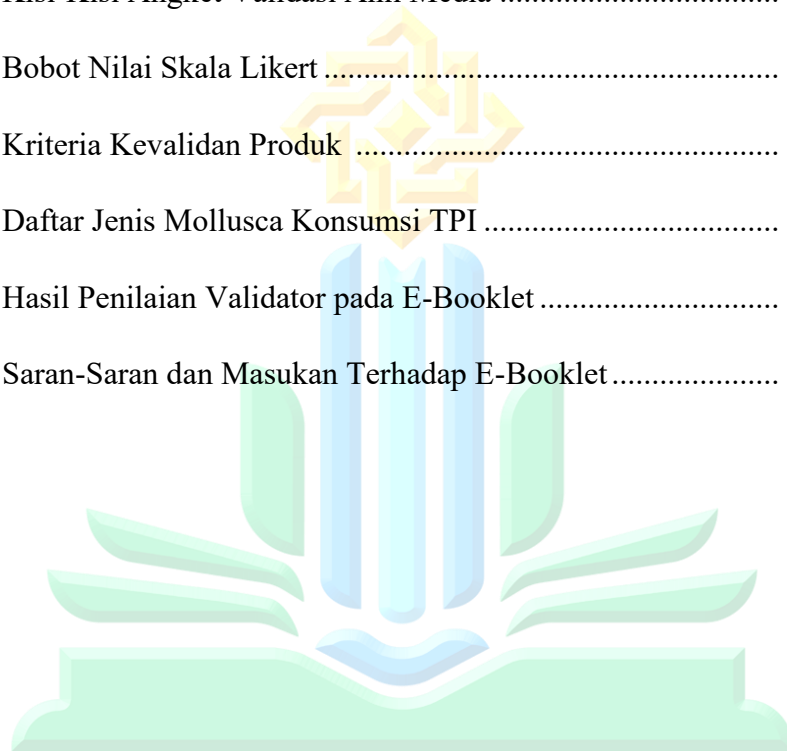 Bobot Nilai Skala Likert ....................................................
Kriteria Kevalidan Produk ................................................
Daftar Jenis Mollusca Konsumsi TPI ..................................
Hasil Penilaian Validator pada E-Booklet ...........................
Saran-Saran dan Masukan Terhadap E-Booklet ...................